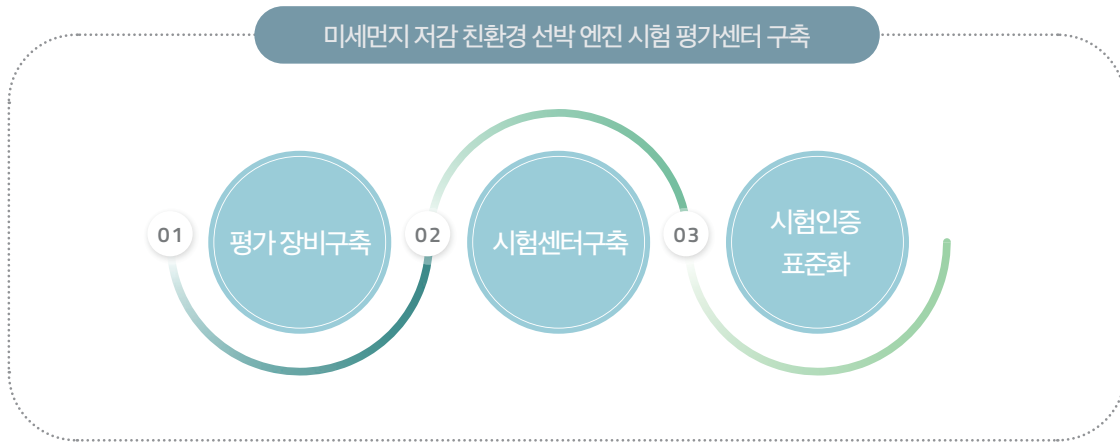 미세먼지 저감 친환경 선박 엔진 시험 평가센터 구축
01
평가 장비구축
02
시험센터구축
03
시험인증
표준화